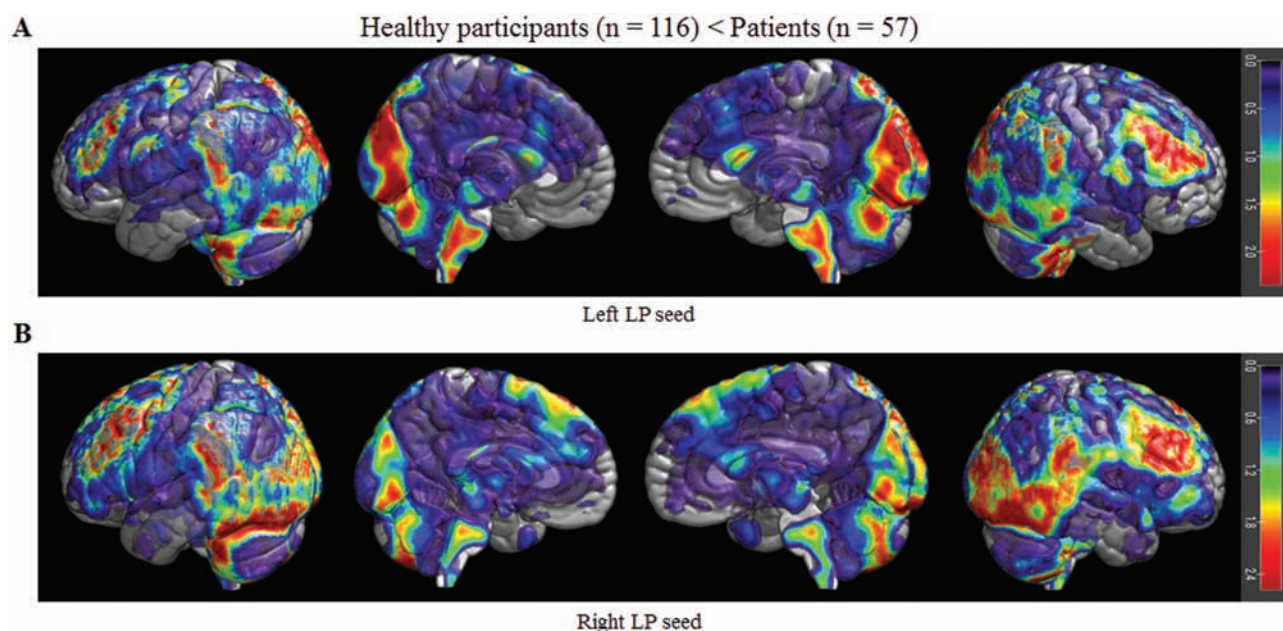 A
Healthy participants (n = 116) < Patients (n = 57)
0.0
0.5
1.0
1.5
2.0
Left LP seed
B
0.0
0.6
1.2
1.8
2.4
Right LP seed